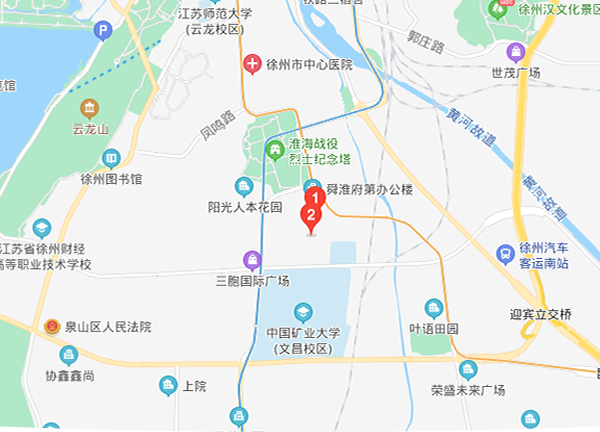 江苏师范大学
(云龙校区)
徐州汉文化景区
HOT
郭庄路
徐州市中心医院
世茂广场
云龙山
凤鸣路
黄河故道
淮海战役
烈士纪念塔
徐州图书馆
阳光人本花园
舜淮府第办公楼
1
2
黄河故道
江苏省徐州财经
高等职业技术学校
三胞国际广场
徐州汽车
客运南站
中国矿业大学
(文昌校区)
叶语田园
迎宾立交桥
泉山区人民法院
协鑫鑫尚
上院
荣盛未来广场
P